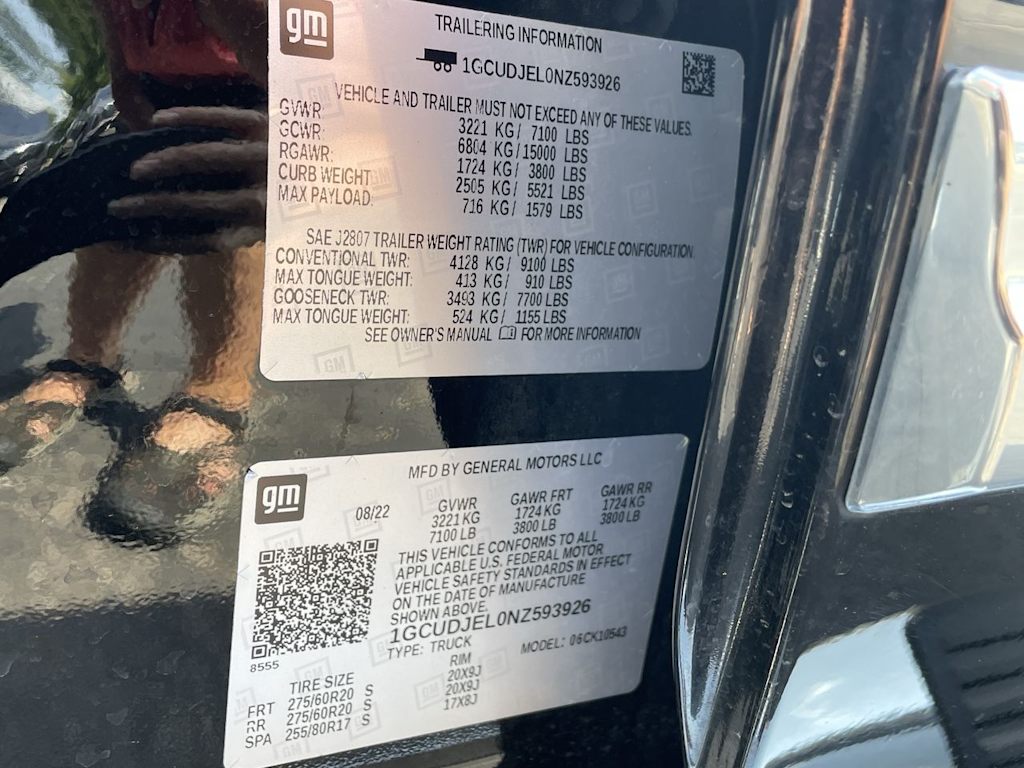 gm
TRAILERING INFORMATION
1GCUDJEL0NZ593926
VEHICLE AND TRAILER MUST NOT EXCEED ANY OF THESE VALUES.
GVWR: 3221 KG/ 7100 LBS
GCWR: 6804 KG/15000 LBS
RGAWR: 1724 KG/ 3800 LBS
CURB WEIGHT 2505 KG/ 5521 LBS
MAX PAYLOAD: 716 KG/ 1579 LBS
SAE J2807 TRAILER WEIGHT RATING (TWR) FOR VEHICLE CONFIGURATION
CONVENTIONAL TWR: 4128 KG/ 9100 LBS
MAX TONGUE WEIGHT: 413 KG/ 910 LBS
GOOSENECK TWR: 3493 KG/ 7700 LBS
MAX TONGUE WEIGHT: 524 KG/ 1155 LBS
SEE OWNER'S MANUAL FOR MORE INFORMATION
gm
MFD BY GENERAL MOTORS LLC
08/22 GVWR GAWR FRT GAWR RR
3221 KG 1724 KG 1724 KG
7100 LB 3800 LB 3800 LB
THIS VEHICLE CONFORMS TO ALL
APPLICABLE U.S. FEDERAL MOTOR
VEHICLE SAFETY STANDARDS IN EFFECT
ON THE DATE OF MANUFACTURE
SHOWN ABOVE.
1GCUDJEL0NZ593926
8555 TYPE: TRUCK MODEL: 06CK10543
TIRE SIZE RIM
FRT 275/60R20 S 20X9J
RR 275/60R20 S 20X9J
SPA 255/80R17 S 17X8J